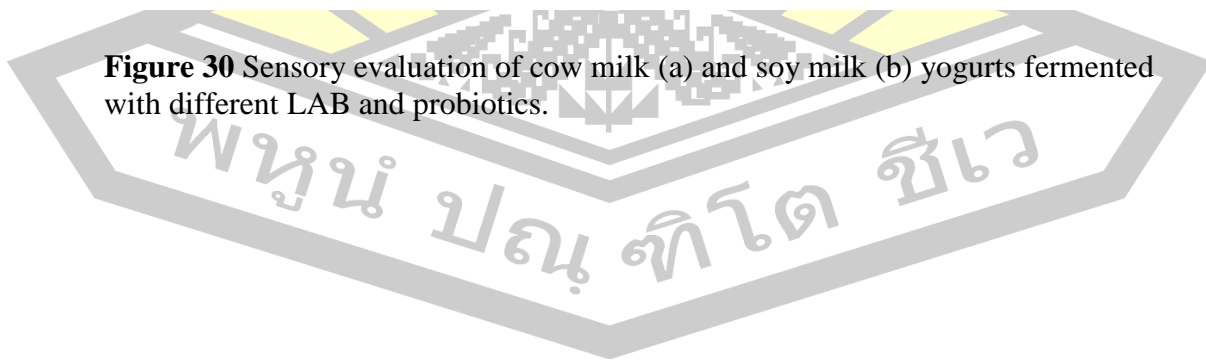 Figure 30 Sensory evaluation of cow milk (a) and soy milk (b) yogurts fermented
with different LAB and probiotics.
พหูนํ ปณฺฑิโต ชีเว